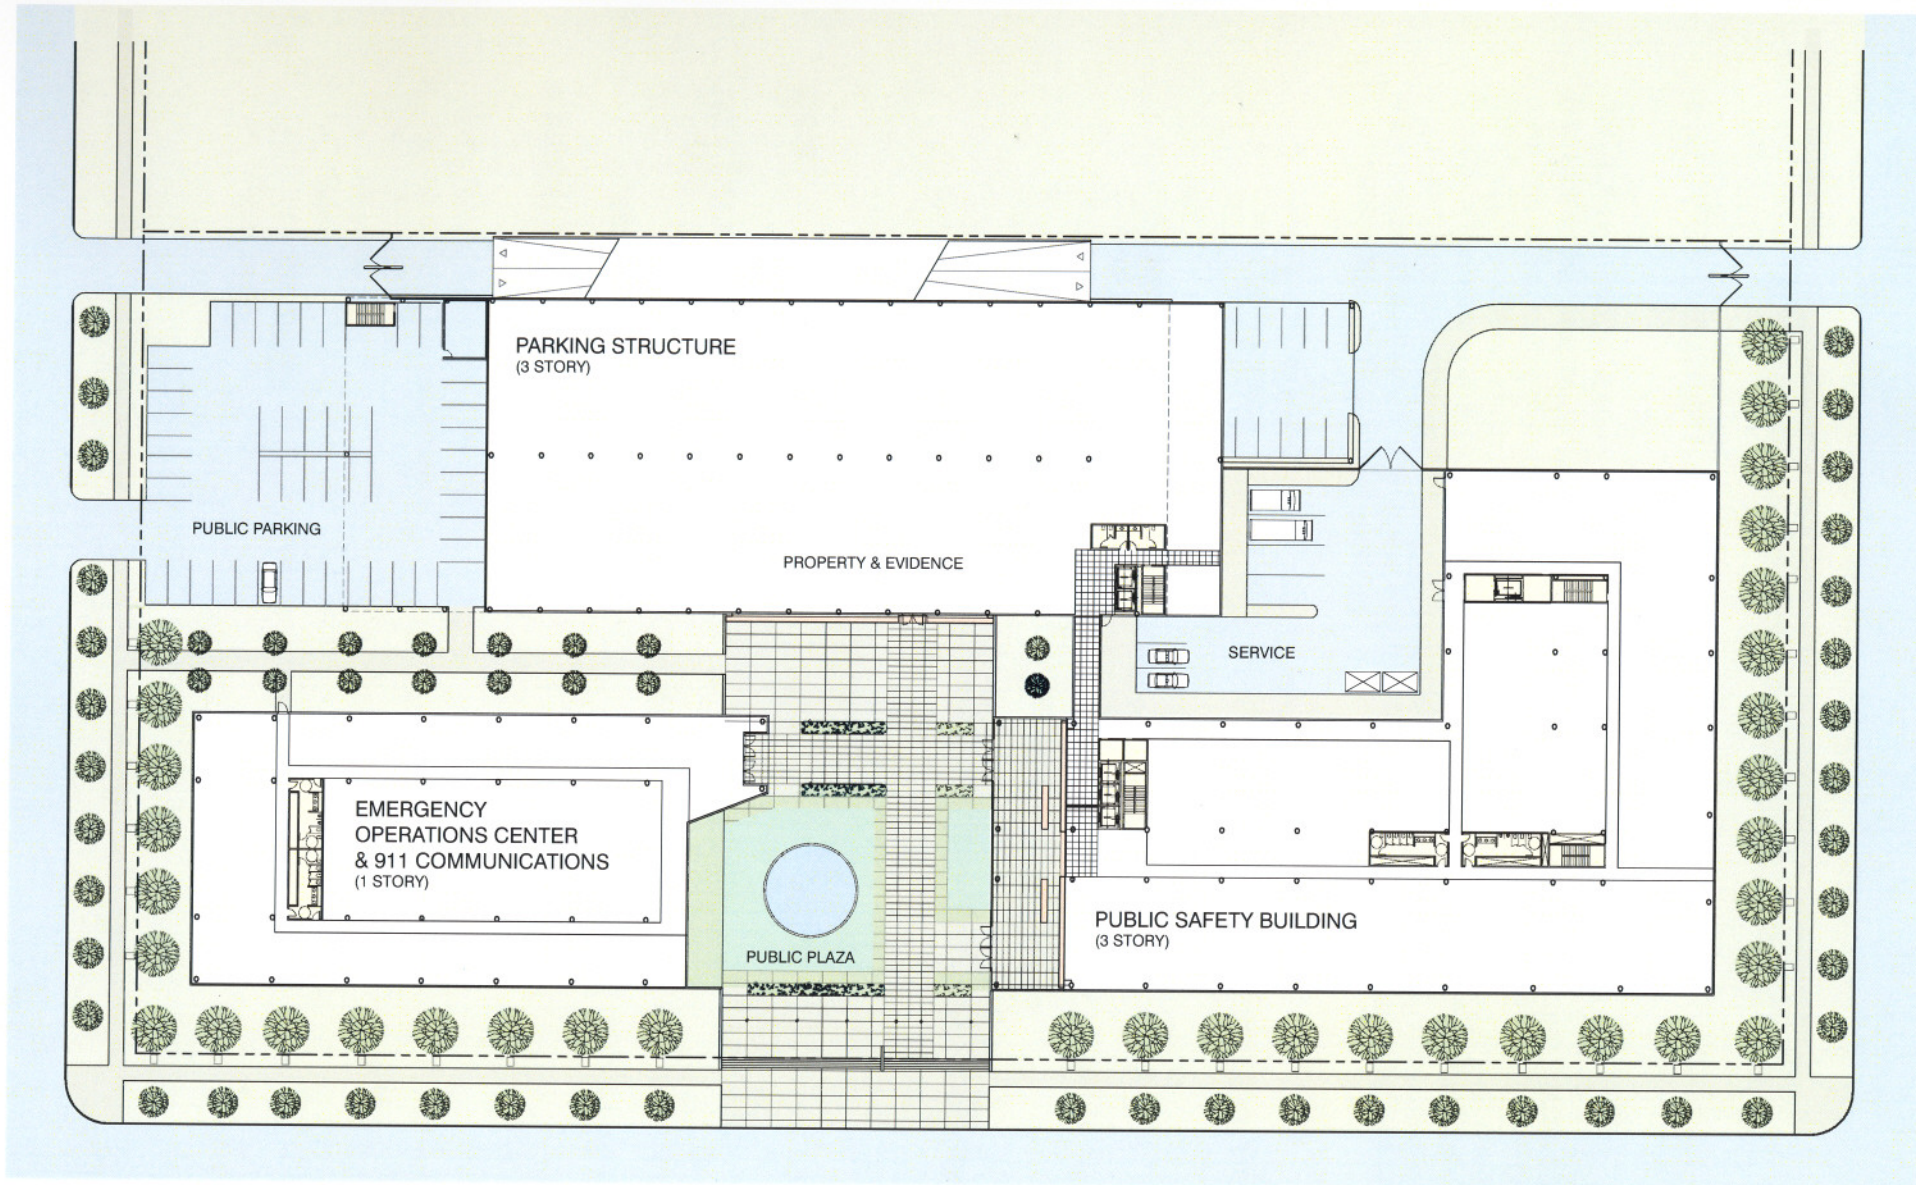 PARKING STRUCTURE
(3 STORY)
PUBLIC PARKING
PROPERTY & EVIDENCE
SERVICE
EMERGENCY
OPERATIONS CENTER
& 911 COMMUNICATIONS
(1 STORY)
PUBLIC SAFETY BUILDING
(3 STORY)
PUBLIC PLAZA